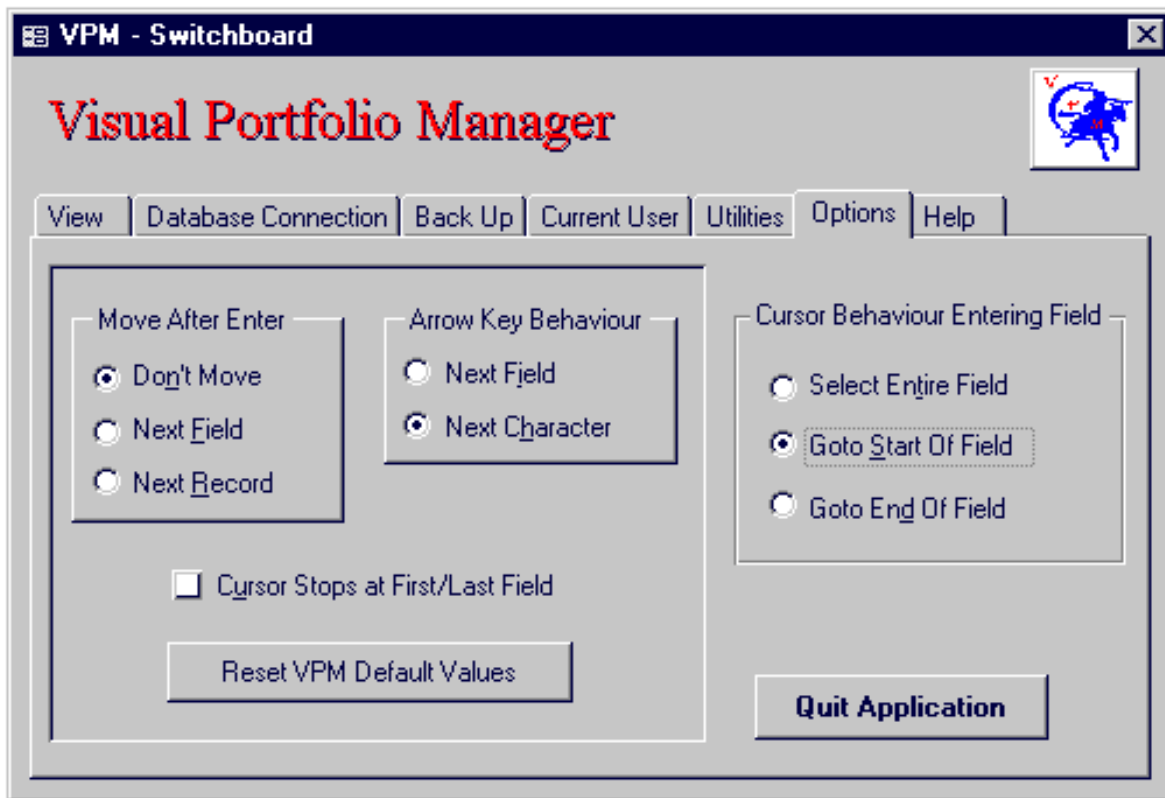 VPM - Switchboard
Visual Portfolio Manager
V P M
View Database Connection Back Up Current User Utilities Options Help
Move After Enter
Don't Move
Next Field
Next Record
Arrow Key Behaviour
Next Field
Next Character
Cursor Stops at First/Last Field
Reset VPM Default Values
Cursor Behaviour Entering Field
Select Entire Field
Goto Start Of Field
Goto End Of Field
Quit Application